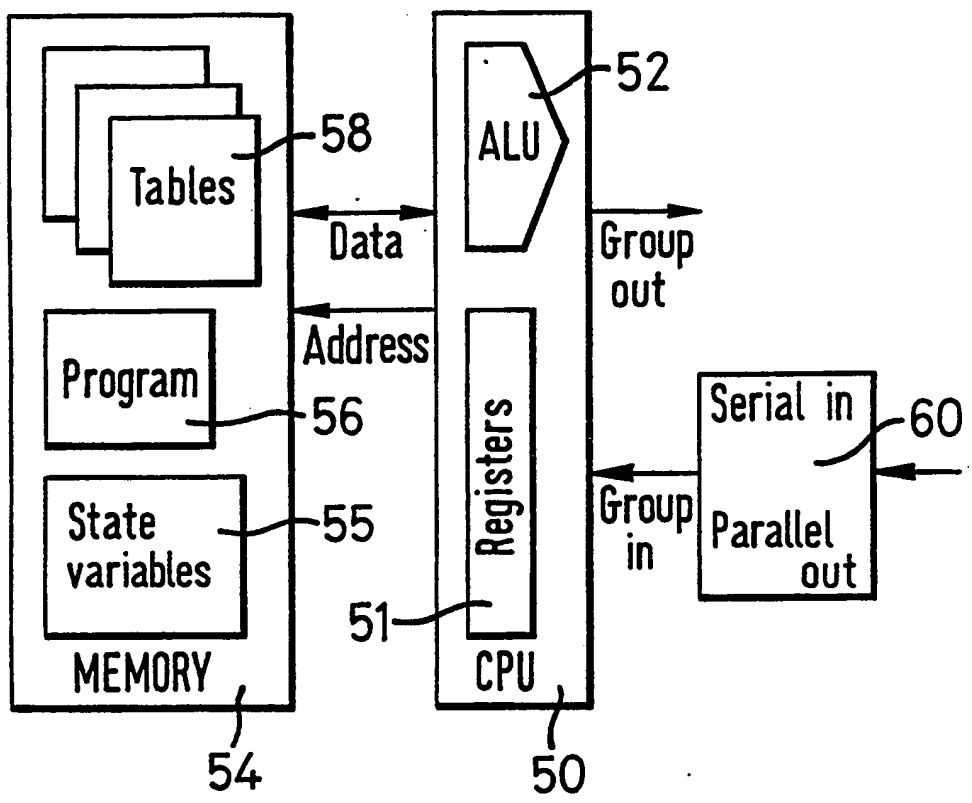 58
Tables
Program
56
State
variables
55
MEMORY
54
Data
Address
ALU
52
Registers
51
CPU
50
Group
out
Group
in
Serial in
60
Parallel
out